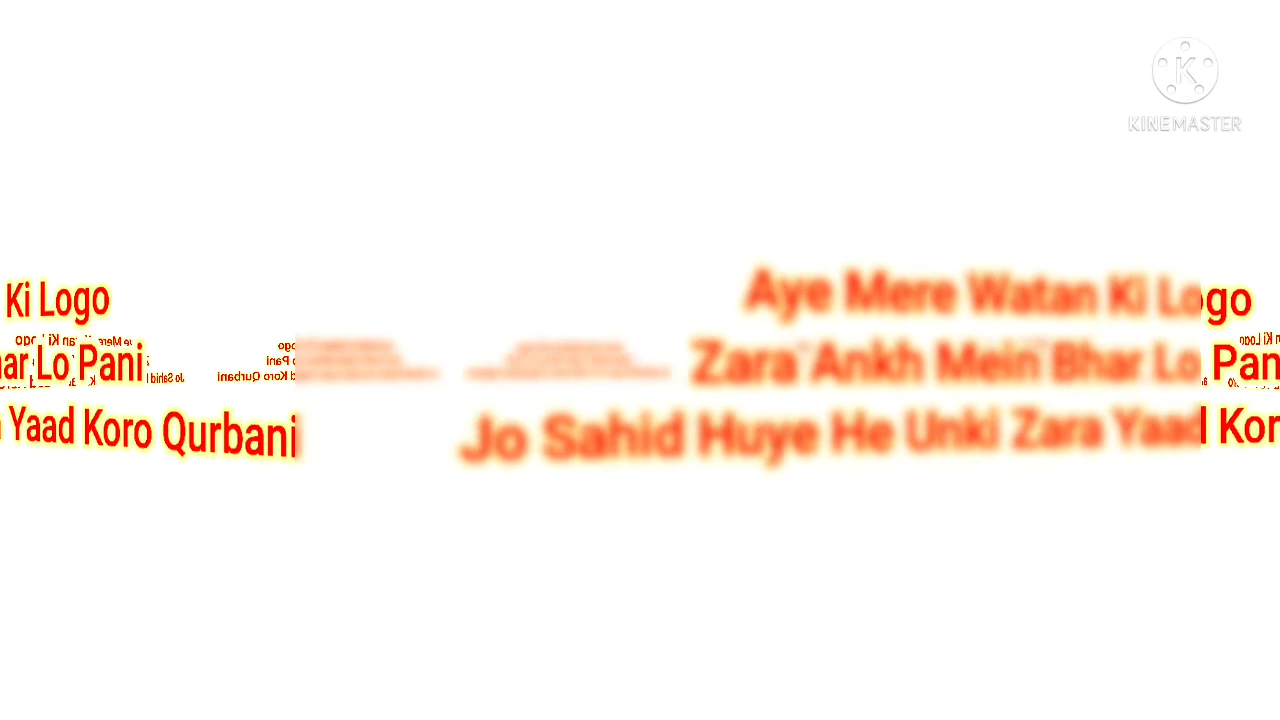 KINEMASTER
Aye Mere Watan Ki Logo
Zara Ankh Mein Bhar Lo Pani
Jo Sahid Huye He Unki Zara Yaad Koro Qurbani